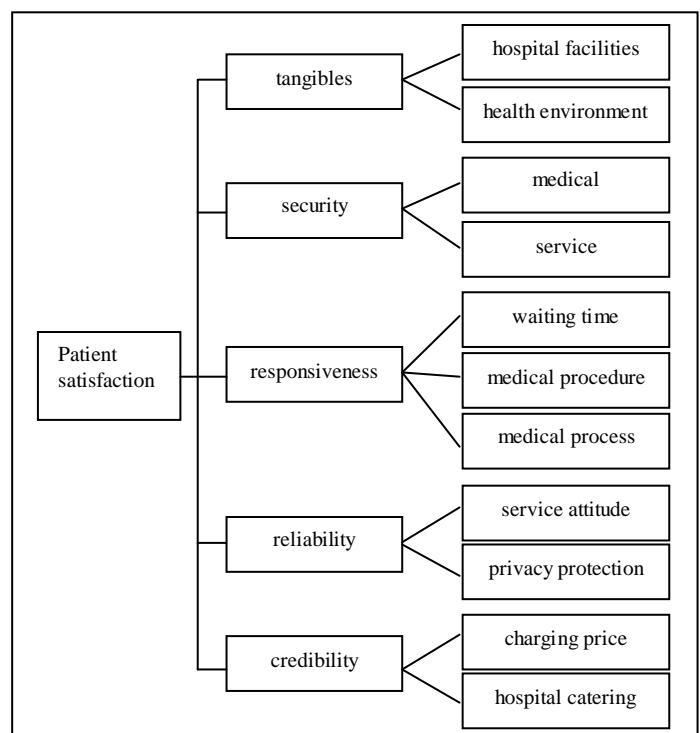 hospital facilities
tangibles
health environment
medical
security
service
waiting time
Patient
satisfaction
responsiveness
medical procedure
medical process
service attitude
reliability
privacy protection
charging price
credibility
hospital catering